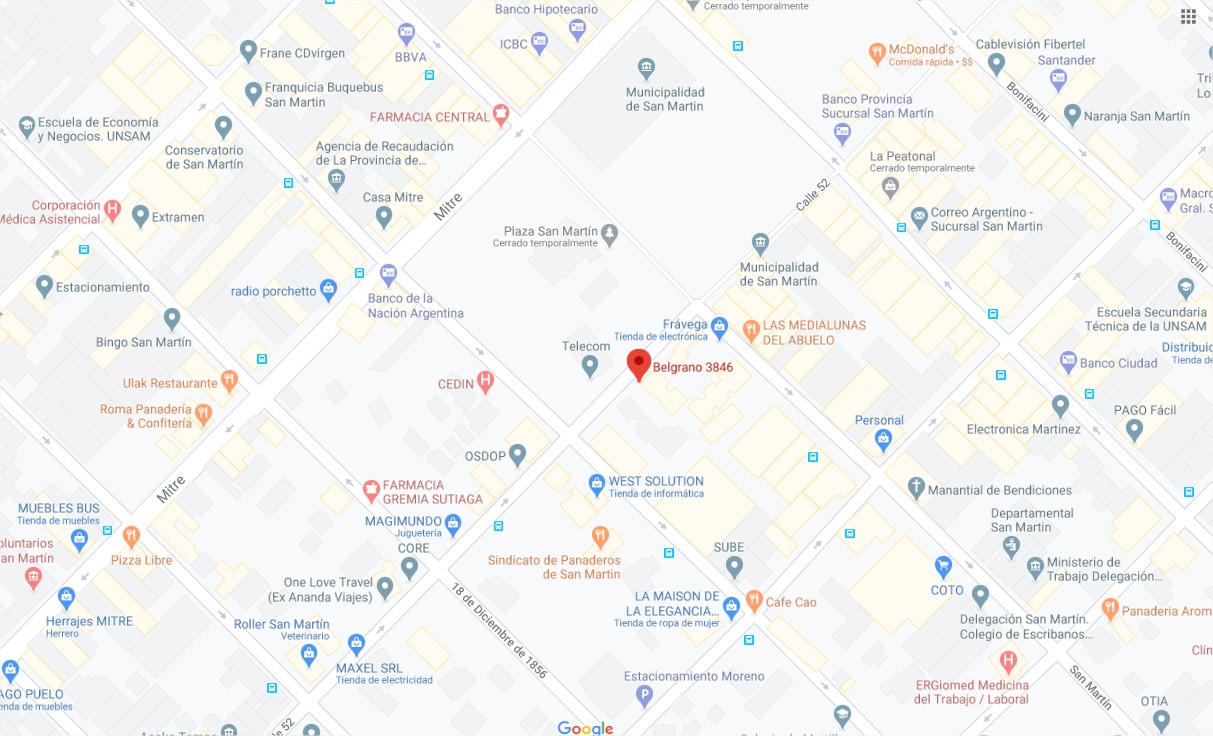 Cerrado temporalmente
Banco Hipotecario
ICBC
BBVA
Frane CDvirgen
McDonald's
Comida rápida • $$
Cablevisión Fibertel
Santander
Franquicia Buquebus
San Martin
Municipalidad
de San Martín
Bonifacini
Banco Provincia
Sucursal San Martín
FARMACIA CENTRAL
Naranja San Martín
Escuela de Economía
y Negocios. UNSAM
Conservatorio
de San Martín
Agencia de Recaudación
de La Provincia de...
La Peatonal
Cerrado temporalmente
Casa Mitre
Mitre
Calle 52
Corporación
Médica Asistencial
Extramen
Correo Argentino -
Sucursal San Martín
Plaza San Martín
Cerrado temporalmente
Bonifacini
Municipalidad
de San Martín
Estacionamiento
radio porchetto
Banco de la
Nación Argentina
Escuela Secundaria
Técnica de la UNSAM
Frávega
Tienda de electrónica
LAS MEDIALUNAS
DEL ABUELO
Bingo San Martín
Telecom
Belgrano 3846
Banco Ciudad
Ulak Restaurante
CEDIN
Roma Panadería
& Confitería
PAGO Fácil
Personal
Electronica Martinez
OSDOP
Mitre
FARMACIA
GREMIA SUTIAGA
WEST SOLUTION
Tienda de informática
Manantial de Bendiciones
MUEBLES BUS
Tienda de muebles
MAGIMUNDO
Juguetería
Departamental
San Martin
CORE
SUBE
Pizza Libre
Sindicato de Panaderos
de San Martin
Ministerio de
Trabajo Delegación...
COTO
One Love Travel
(Ex Ananda Viajes)
18 de Diciembre de 1856
LA MAISON DE
LA ELEGANCIA...
Tienda de ropa de mujer
Cafe Cao
Herrajes MITRE
Herrero
Roller San Martín
Veterinario
Delegación San Martín.
Colegio de Escribanos...
MAXEL SRL
Tienda de electricidad
Estacionamiento Moreno
ERGiomed Medicina
del Trabajo / Laboral
San Martín
OTIA
Google